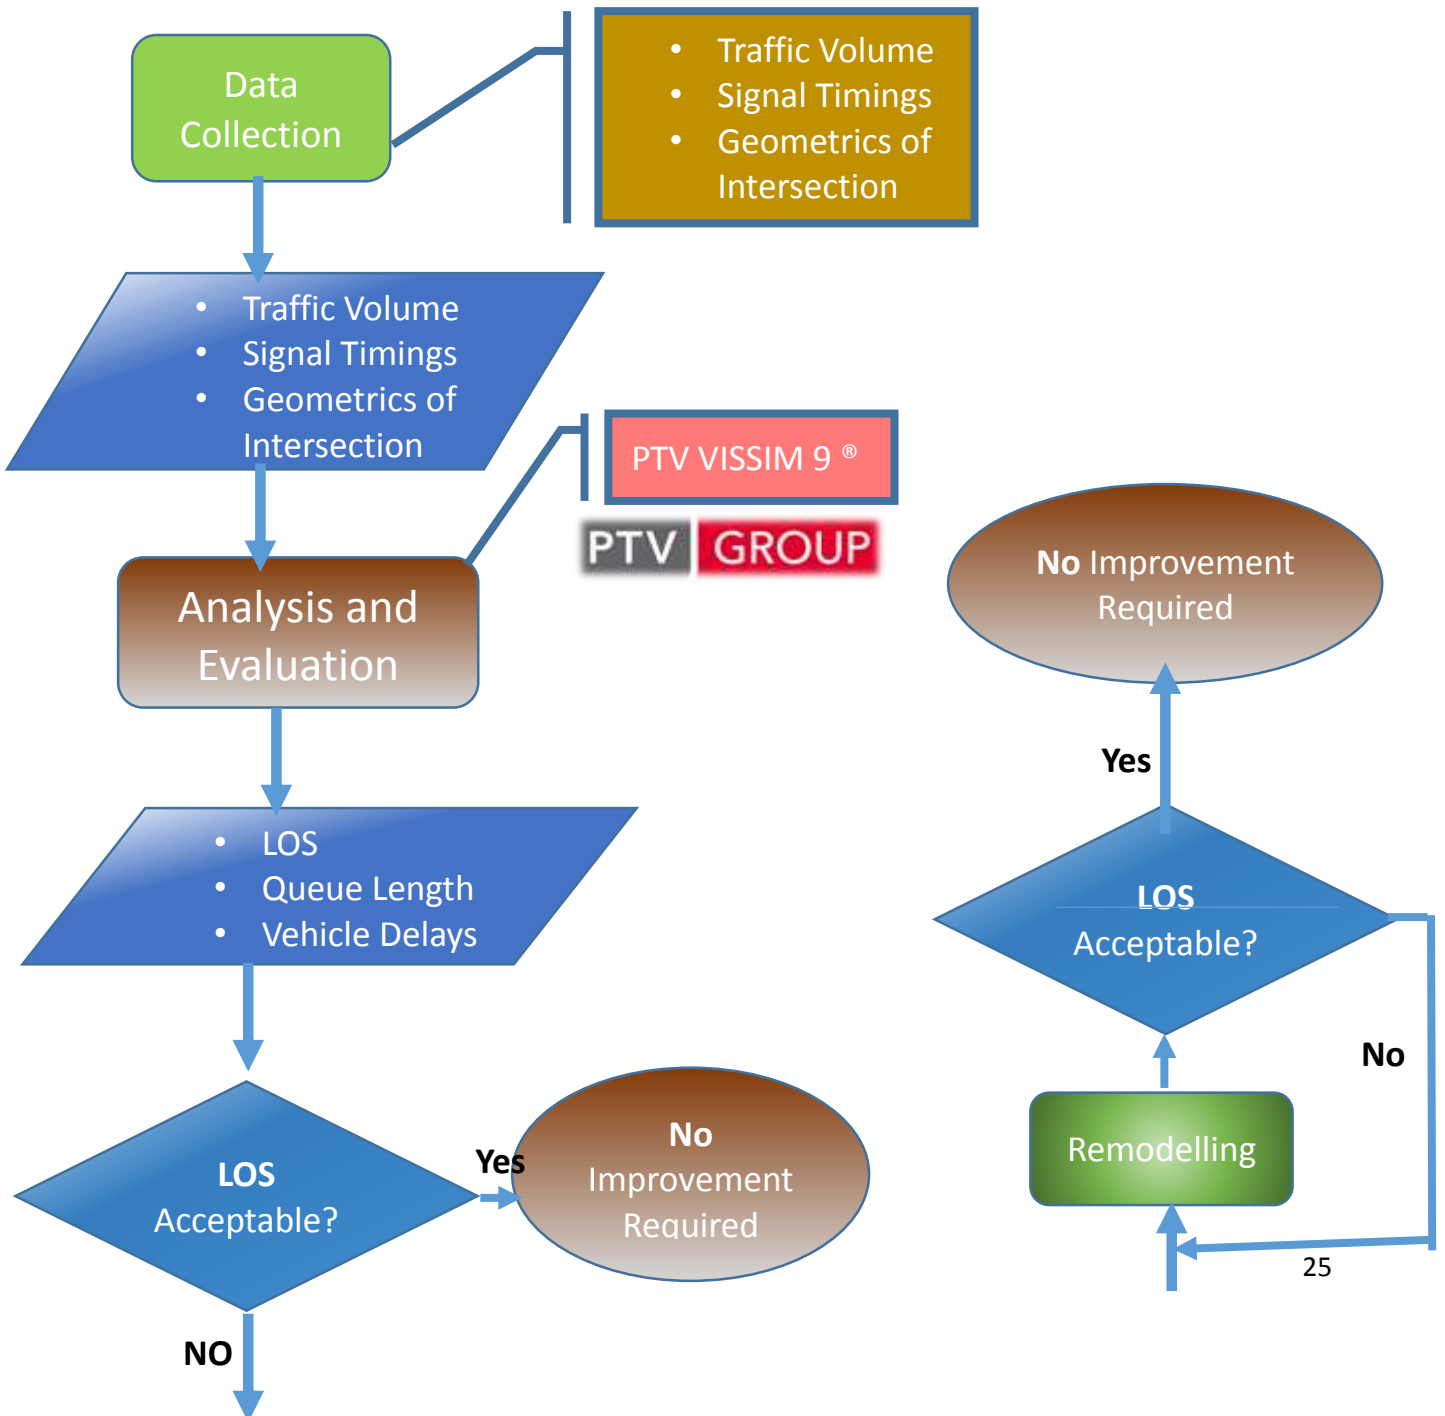 Data
Collection
• Traffic Volume
• Signal Timings
• Geometrics of
Intersection
• Traffic Volume
• Signal Timings
• Geometrics of
Intersection
PTV VISSIM 9 ®
PTV GROUP
Analysis and
Evaluation
• LOS
• Queue Length
• Vehicle Delays
LOS
Acceptable?
Yes
No
Improvement
Required
NO
No Improvement
Required
Yes
LOS
Acceptable?
No
Remodelling
25